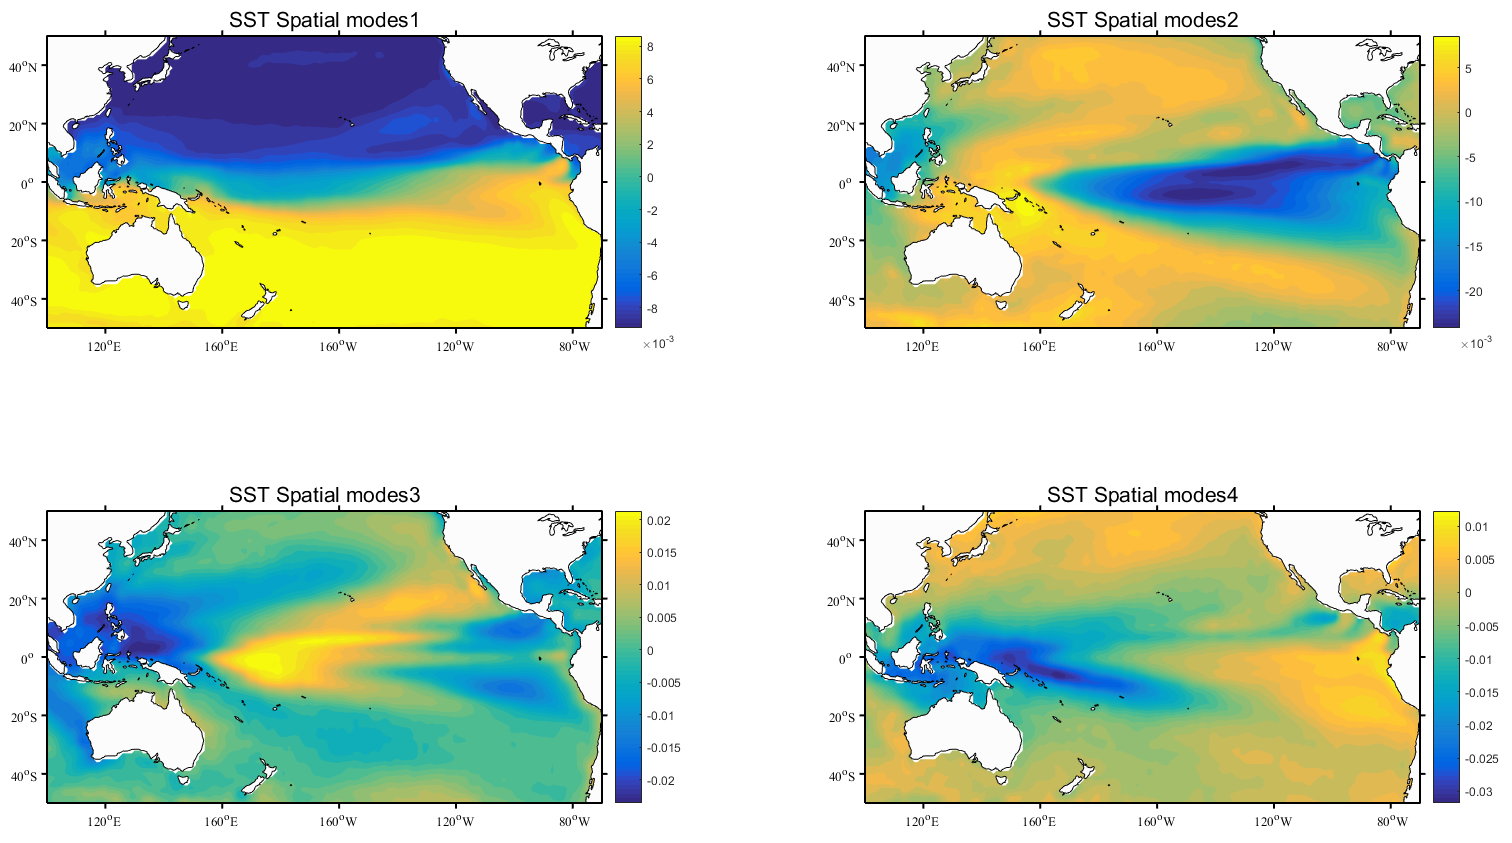 SST Spatial modes1
40°N
20°N
0°
20°S
40°S
120°E
160°E
160°W
120°W
80°W
8
6
4
2
0
-2
-4
-6
-8
×10-3
SST Spatial modes2
40°N
20°N
0°
20°S
40°S
120°E
160°E
160°W
120°W
80°W
5
0
-5
-10
-15
-20
×10-3
SST Spatial modes3
40°N
20°N
0°
20°S
40°S
120°E
160°E
160°W
120°W
80°W
0.02
0.015
0.01
0.005
0
-0.005
-0.01
-0.015
-0.02
SST Spatial modes4
40°N
20°N
0°
20°S
40°S
120°E
160°E
160°W
120°W
80°W
0.01
0.005
0
-0.005
-0.01
-0.015
-0.02
-0.025
-0.03